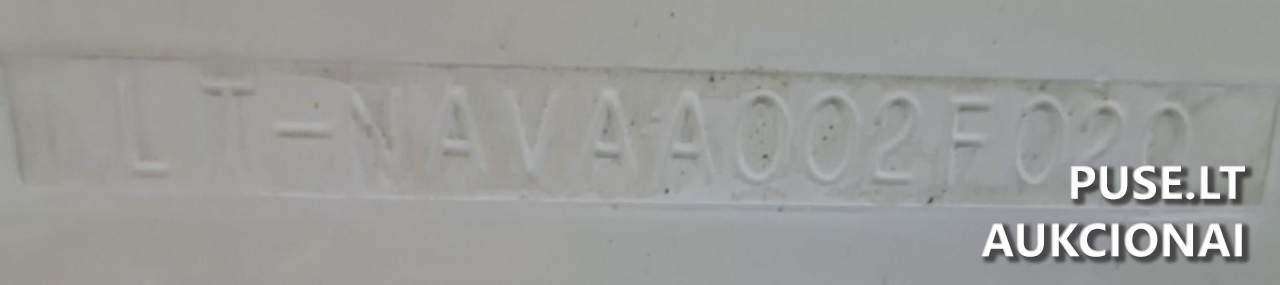 LT-NAVAA002F020
PUSE.LT
AUKCIONAI